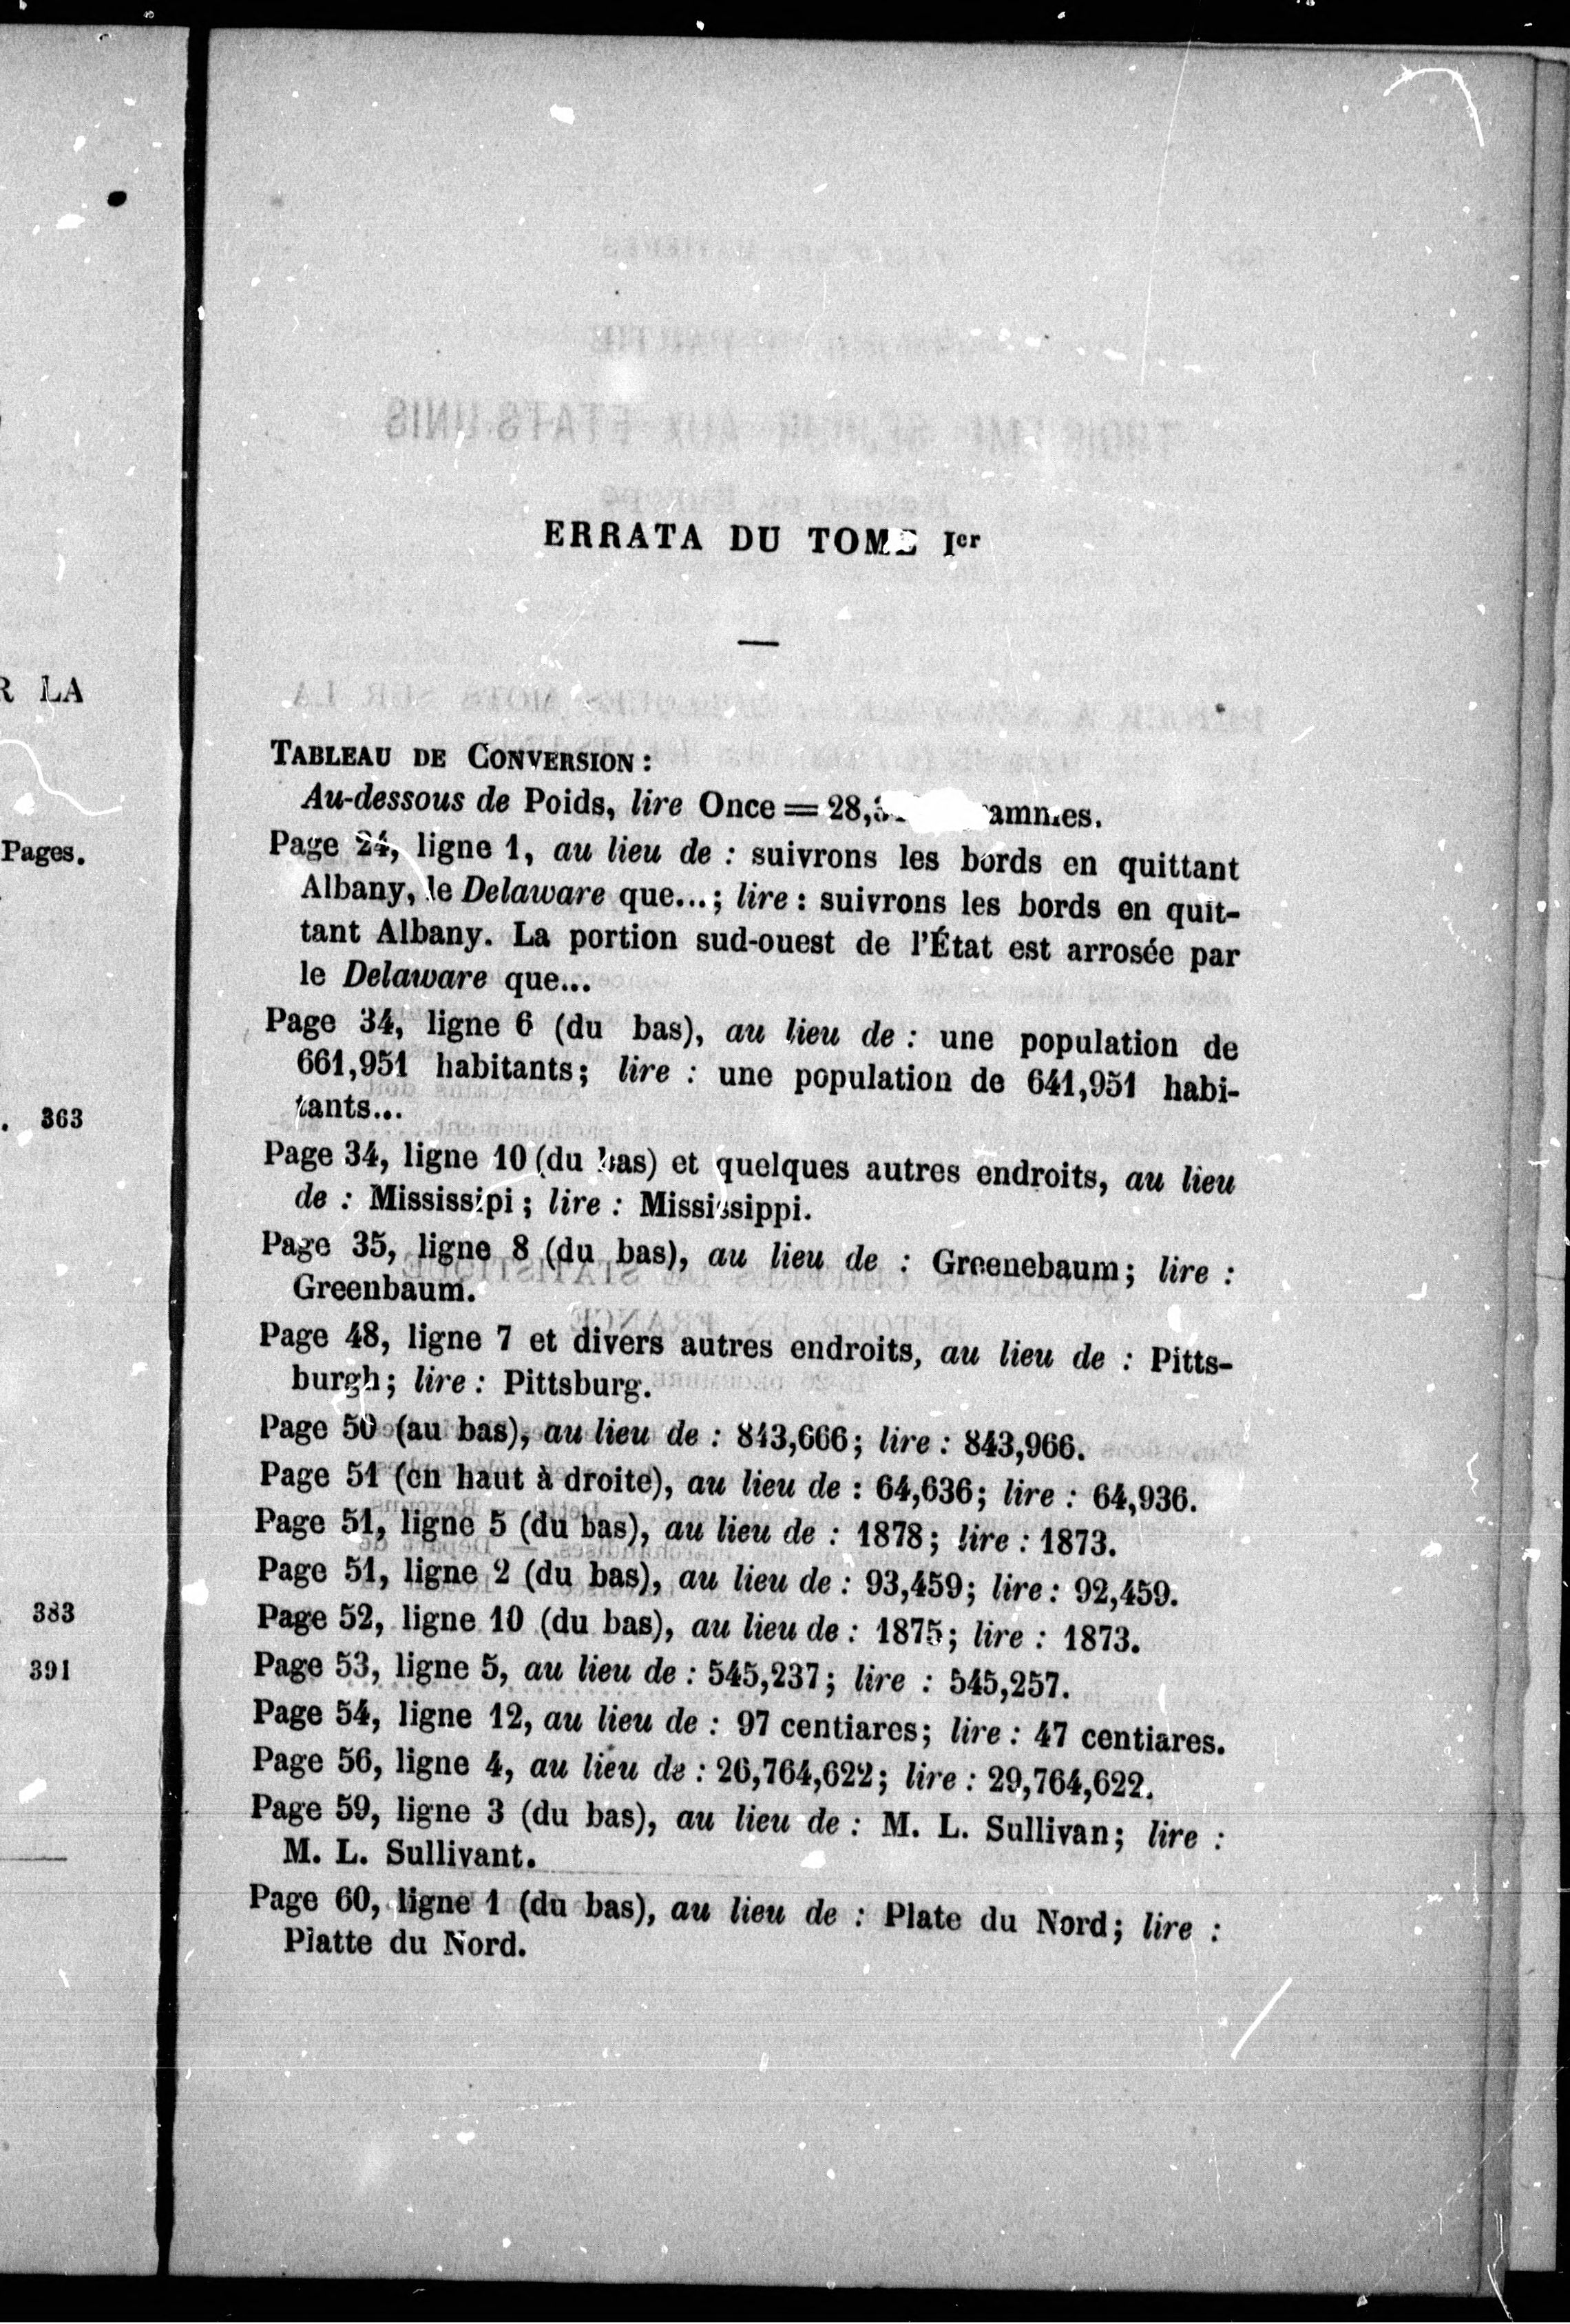 R LA
Pages.
363
383
391
ERRATA DU TOME Ier
TABLEAU DE CONVERSION :
Au-dessous de Poids, lire Once = 28,
Page 24, ligne 1, au lieu de : suivrons les bords en quittant
Albany, le Delaware que...; lire : suivrons les bords en quit-
tant Albany. La portion sud-ouest de l'État est arrosée par
le Delaware que...
Page 34, ligne 6 (du bas), au lieu de : une population de
661,951 habitants; lire : une population de 641,951 habi-
tants...
Page 34, ligne 10 (du bas) et quelques autres endroits, au lieu
de : Mississipi ; lire : Mississippi.
Page 35, ligne 8 (du bas), au lieu de : Greenebaum; lire :
Greenbaum.
Page 48, ligne 7 et divers autres endroits, au lieu de : Pitts-
burgh; lire : Pittsburg.
Page 50 (au bas), au lieu de : 843,666; lire : 843,966.
Page 51 (en haut à droite), au lieu de : 64,636; lire : 64,936.
Page 51, ligne 5 (du bas), au lieu de : 1878; lire : 1873.
Page 51, ligne 2 (du bas), au lieu de : 93,459; lire : 92,459.
Page 52, ligne 10 (du bas), au lieu de : 1875; lire : 1873.
Page 53, ligne 5, au lieu de : 545,237; lire : 545,257.
Page 54, ligne 12, au lieu de : 97 centiares; lire : 47 centiares.
Page 56, ligne 4, au lieu de : 26,764,622; lire : 29,764,622.
Page 59, ligne 3 (du bas), au lieu de : M. L. Sullivan; lire :
M. L. Sullivant.
Page 60, ligne 1 (du bas), au lieu de : Plate du Nord; lire :
Platte du Nord.